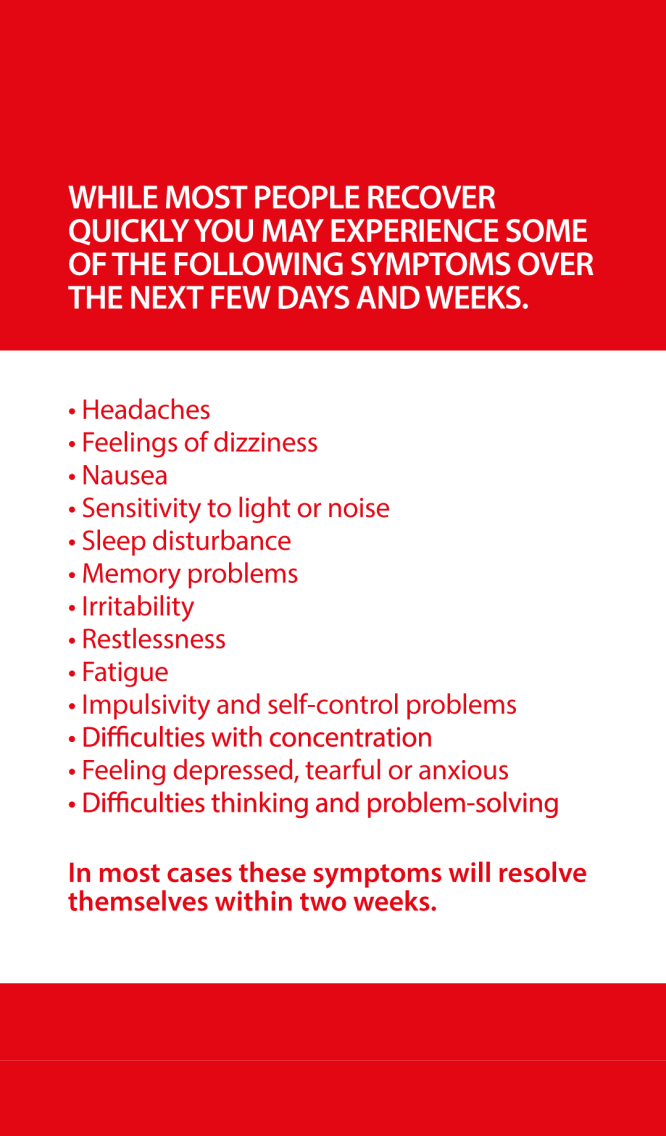 WHILE MOST PEOPLE RECOVER
QUICKLY YOU MAY EXPERIENCE SOME
OF THE FOLLOWING SYMPTOMS OVER
THE NEXT FEW DAYS AND WEEKS.
• Headaches
• Feelings of dizziness
• Nausea
• Sensitivity to light or noise
• Sleep disturbance
• Memory problems
• Irritability
• Restlessness
• Fatigue
• Impulsivity and self-control problems
• Difficulties with concentration
• Feeling depressed, tearful or anxious
• Difficulties thinking and problem-solving
In most cases these symptoms will resolve
themselves within two weeks.